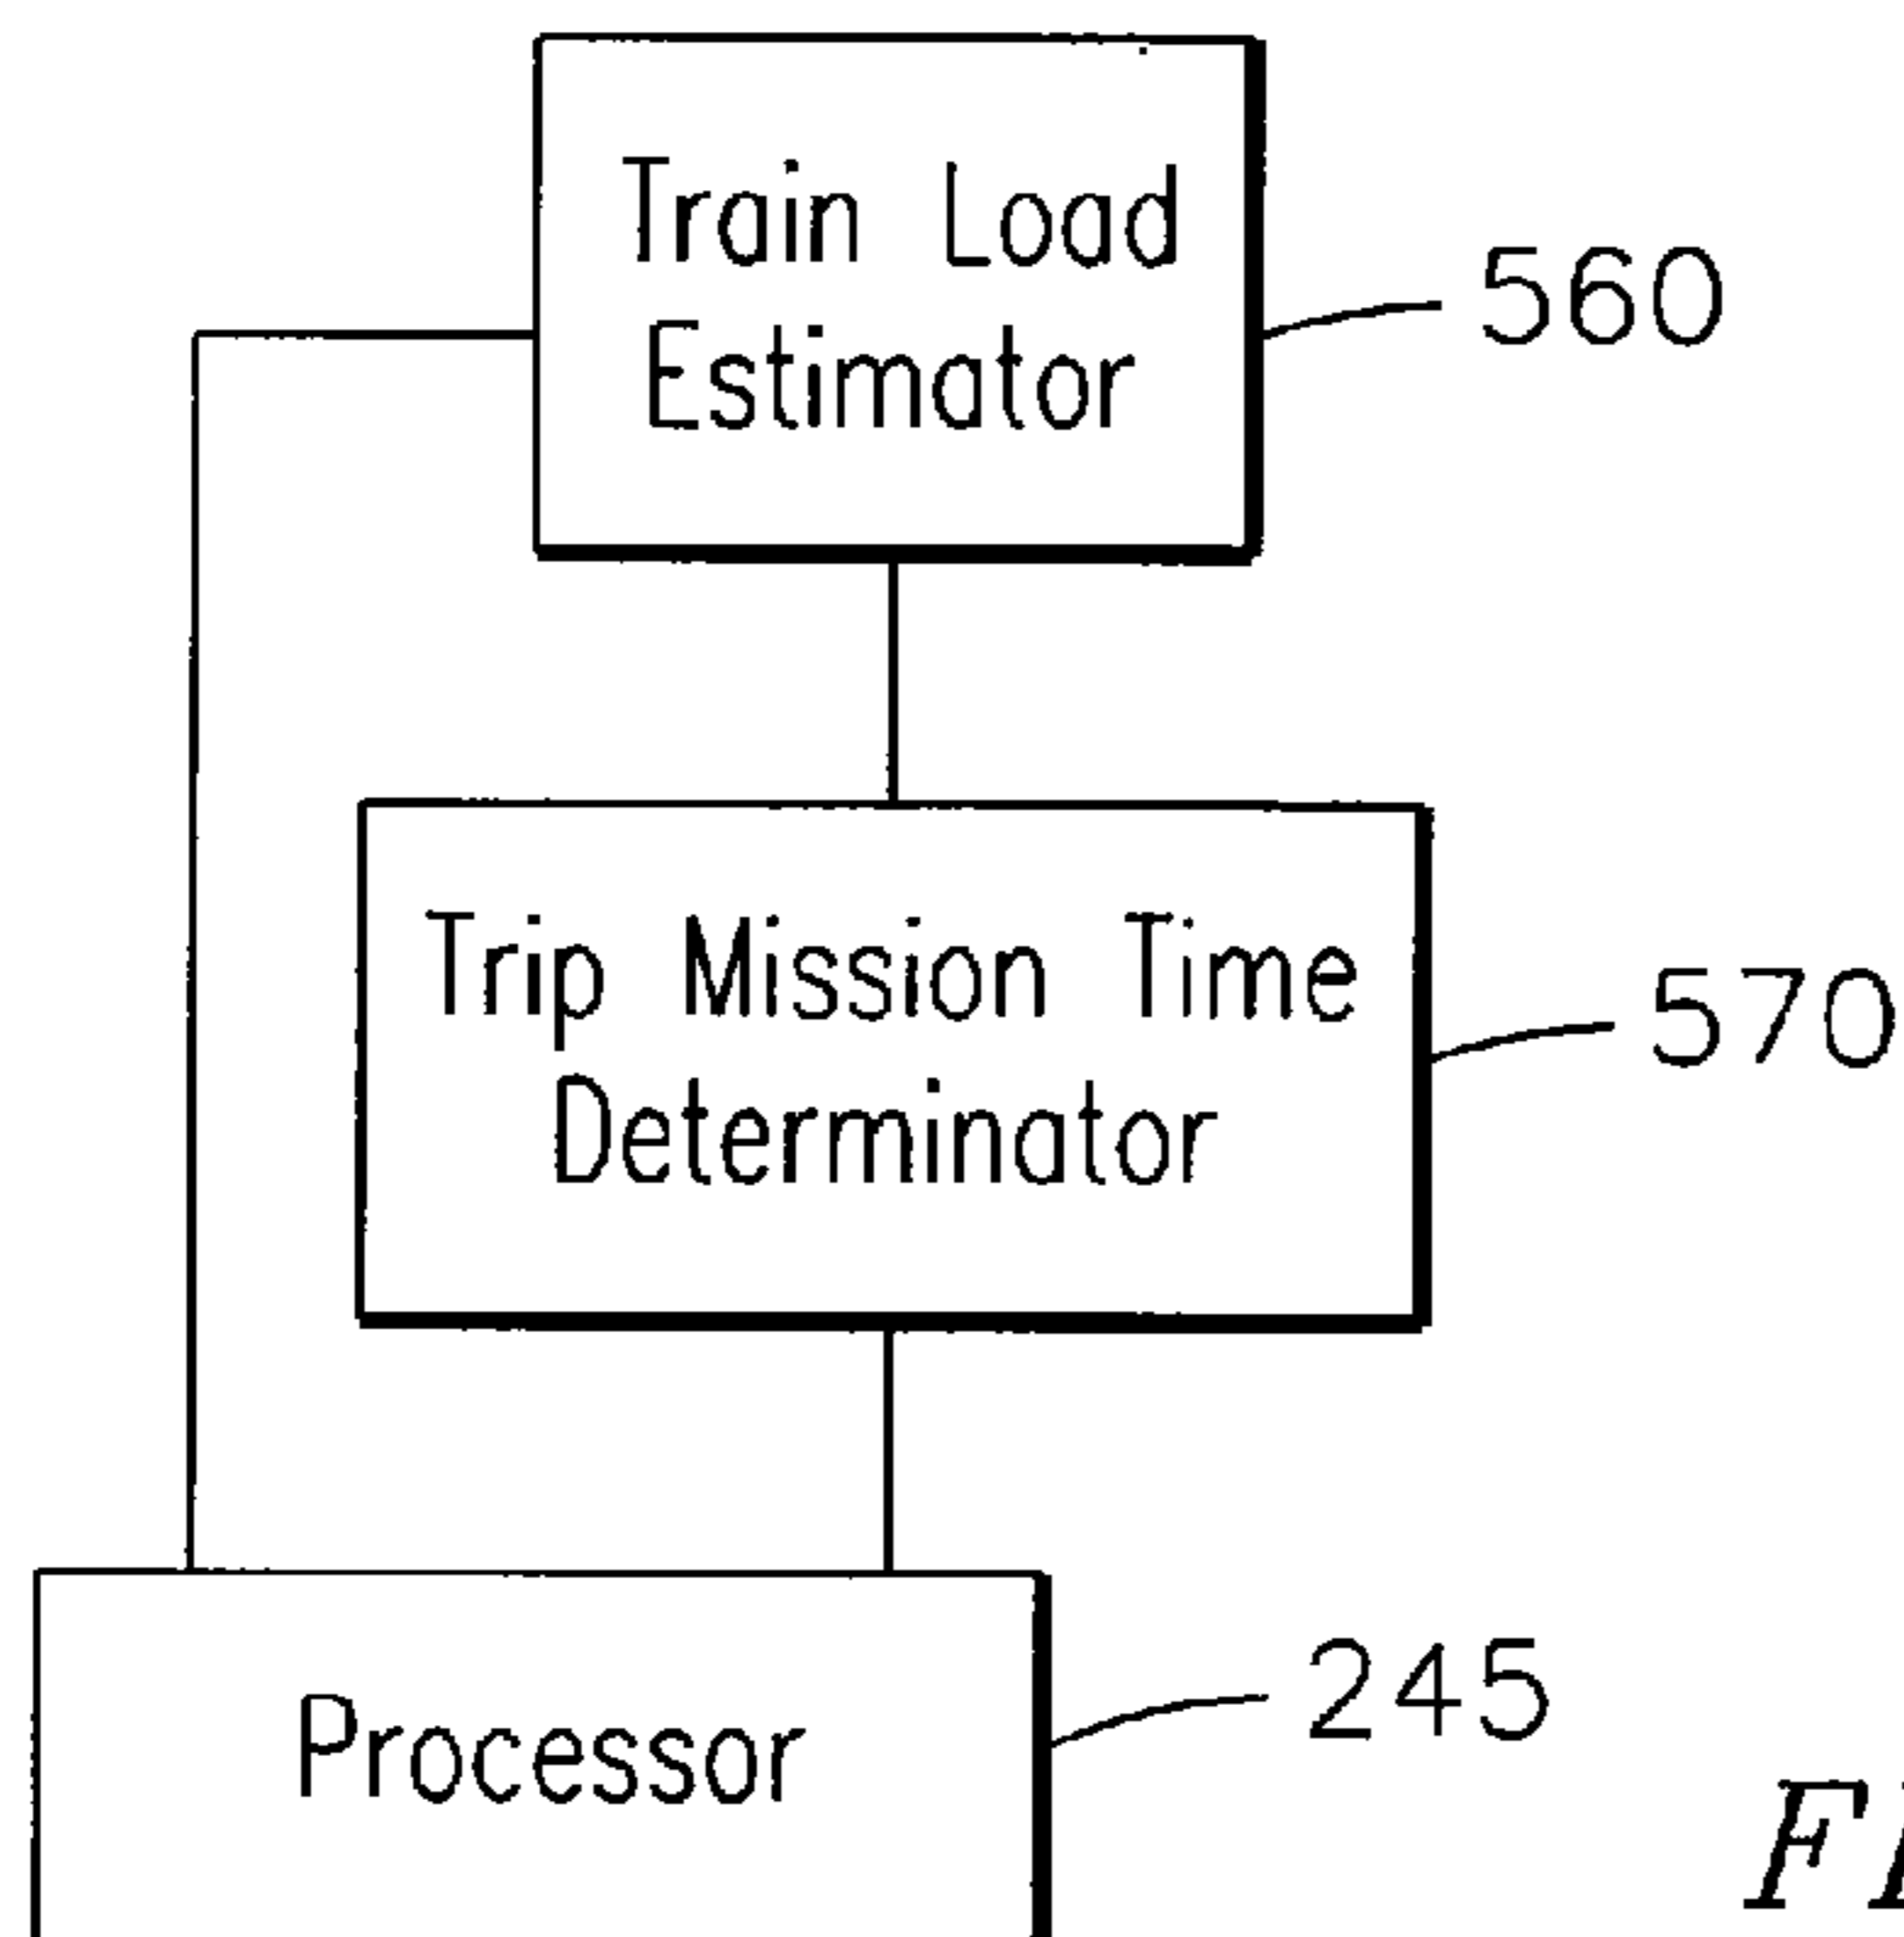 Train Load
Estimator
560
Trip Mission Time
Determinator
570
Processor
245